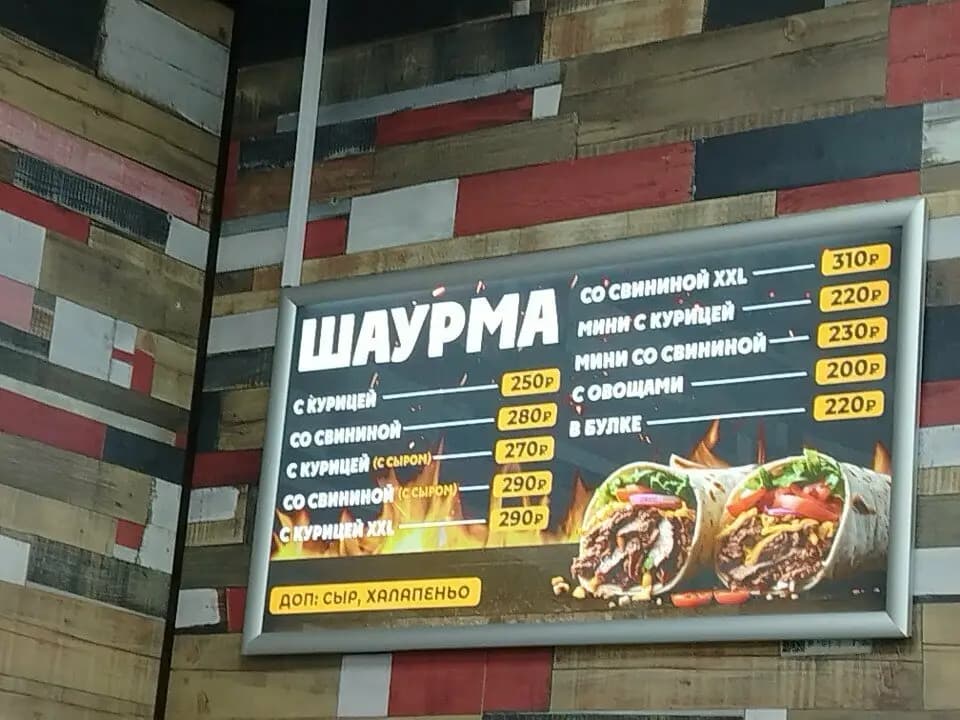 ШАУРМА
С КУРИЦЕЙ 250₽
СО СВИНИНОЙ 280₽
С КУРИЦЕЙ (С СЫРОМ) 270₽
СО СВИНИНОЙ (С СЫРОМ) 290₽
С КУРИЦЕЙ XXL 290₽
ДОП: СЫР, ХАЛАПЕНЬО
СО СВИНИНОЙ XXL 310₽
МИНИ С КУРИЦЕЙ 220₽
МИНИ СО СВИНИНОЙ 230₽
С ОВОЩАМИ 200₽
В БУЛКЕ 220₽